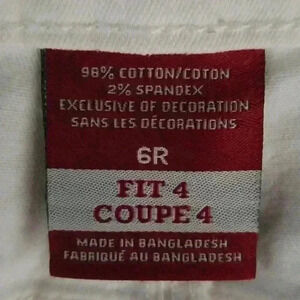 98% COTTON/COTON
2% SPANDEX
EXCLUSIVE OF DECORATION
SANS LES DÉCORATIONS
6R
FIT 4
COUPE 4
MADE IN BANGLADESH
FABRIQUÉ AU BANGLADESH